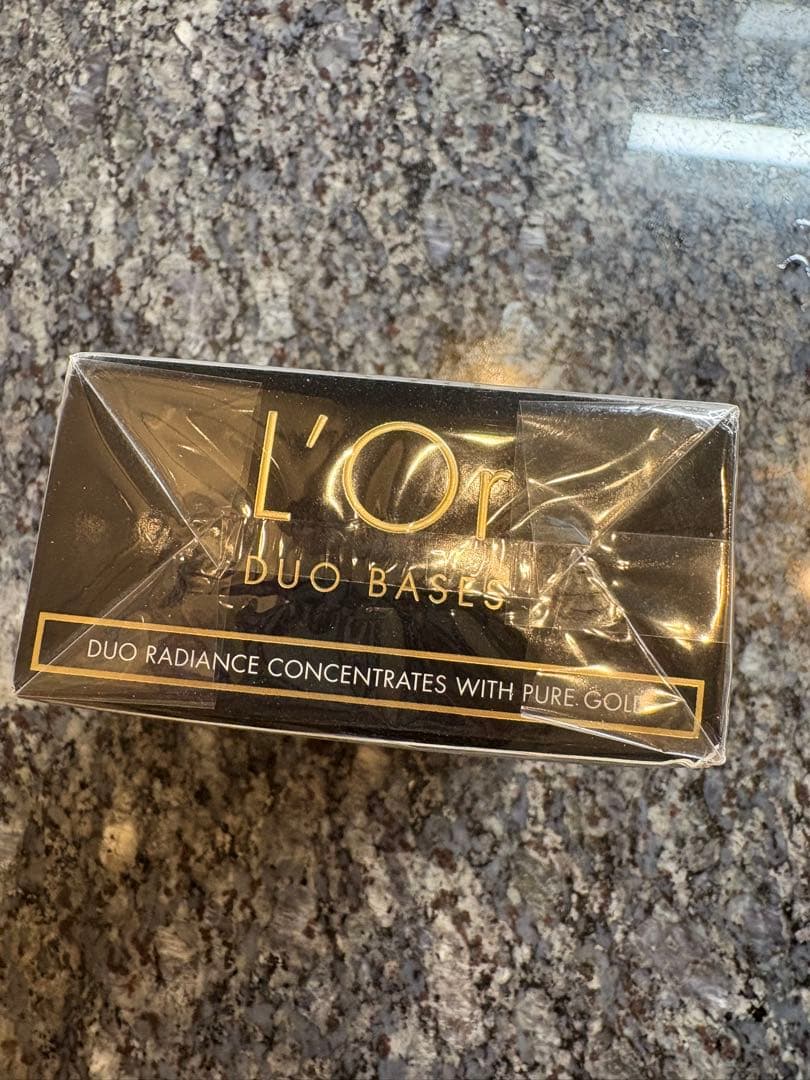 L'Or
DUO BASES
DUO RADIANCE CONCENTRATES WITH PURE GOLD